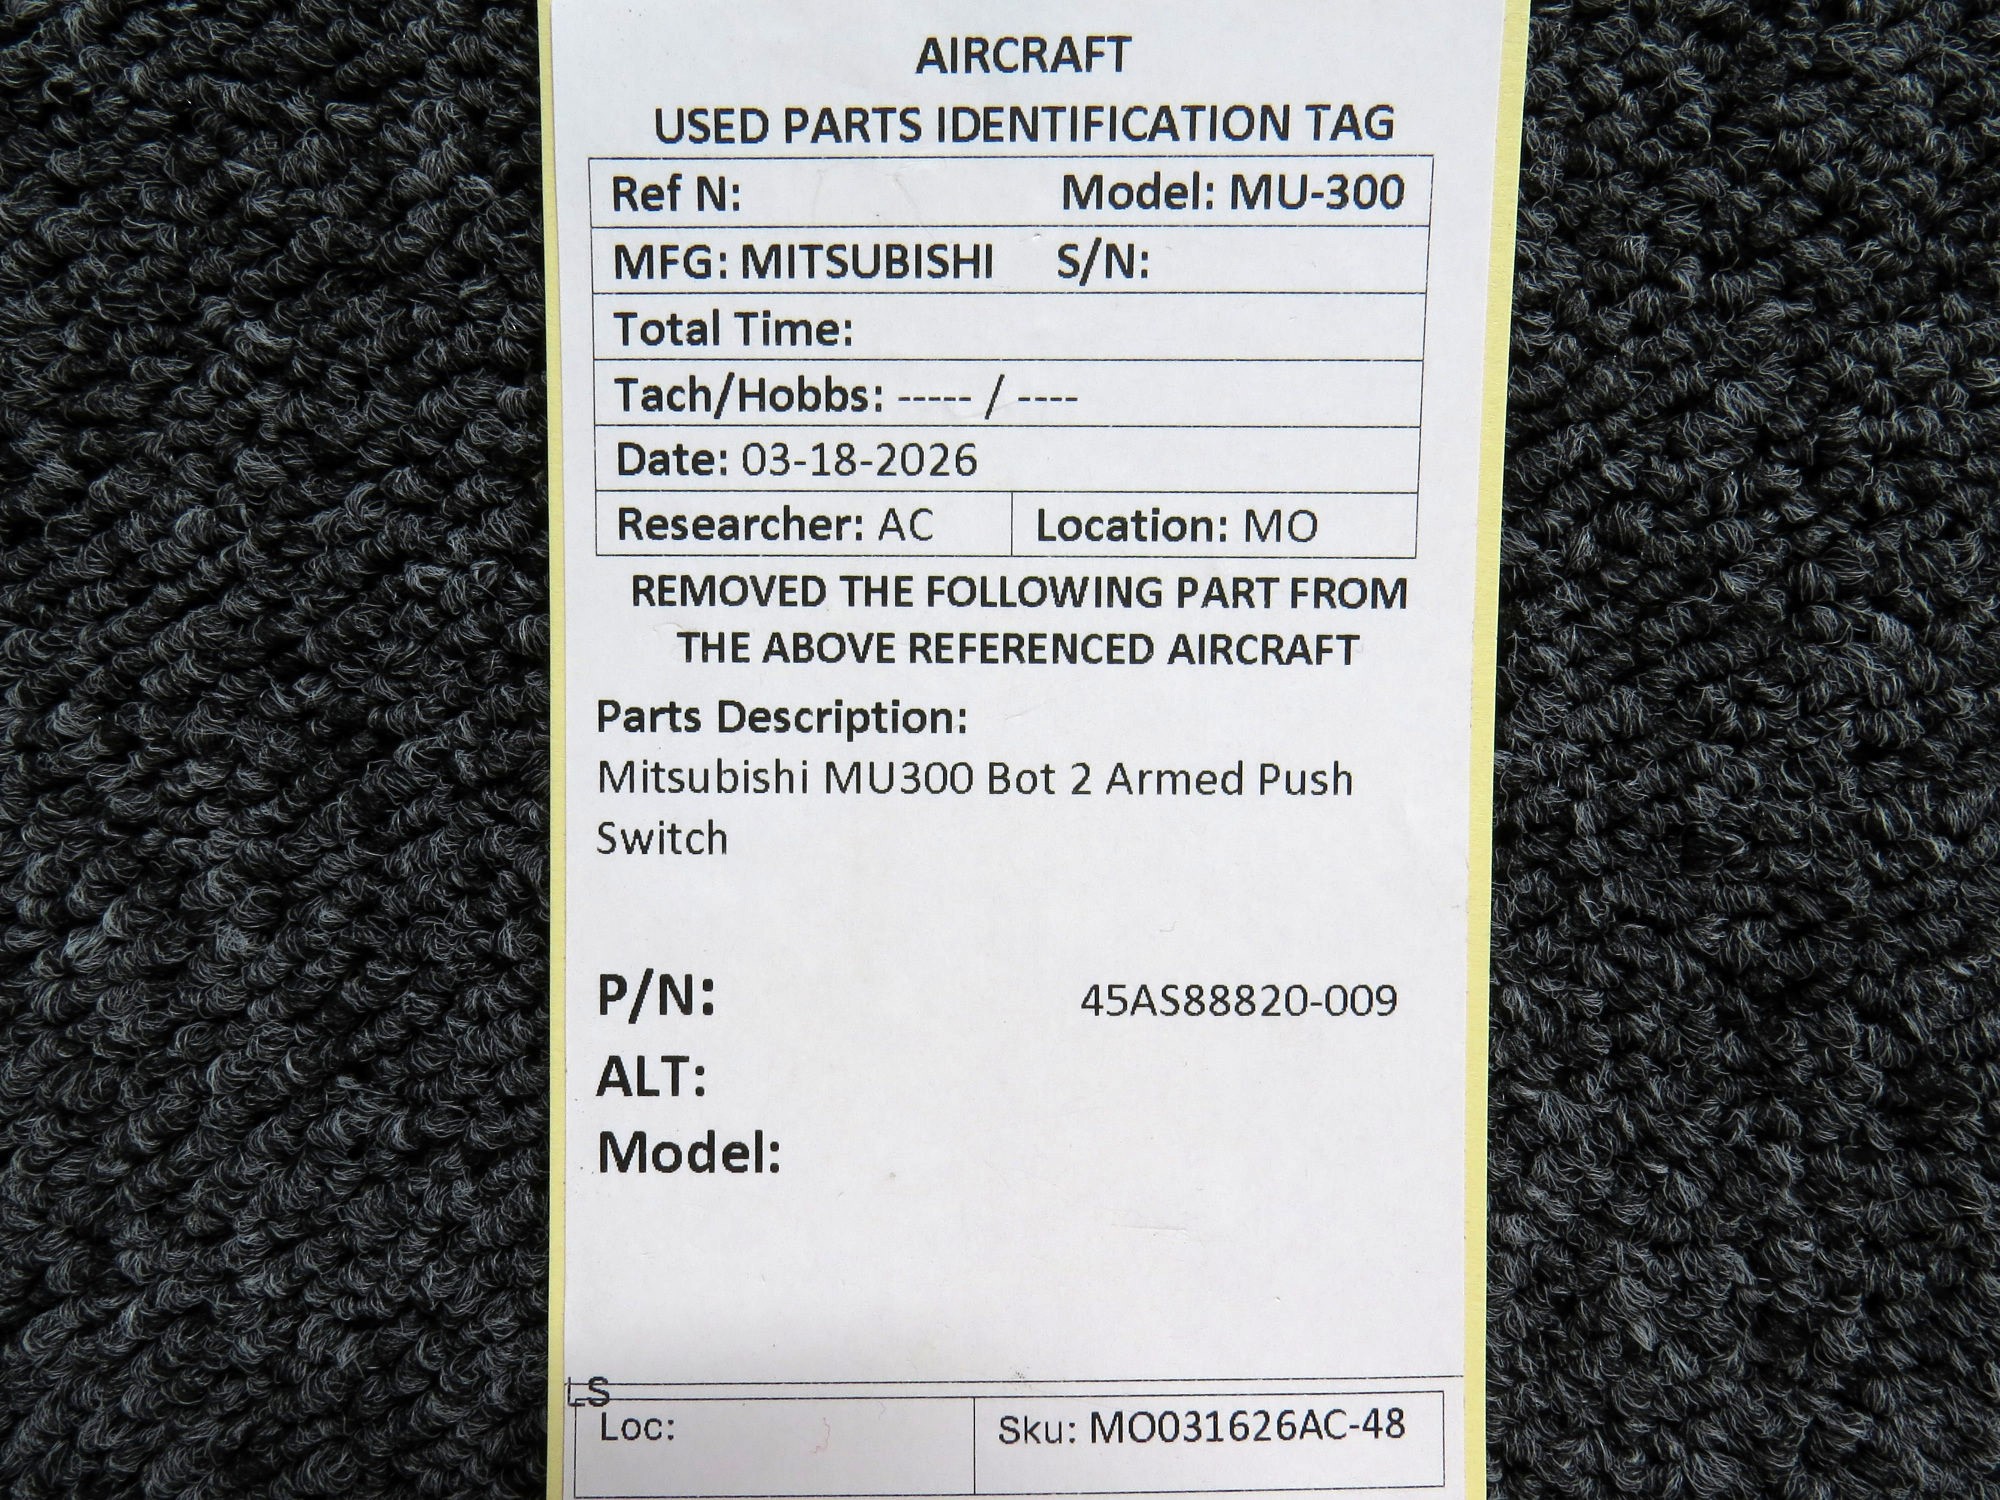 AIRCRAFT
USED PARTS IDENTIFICATION TAG
Ref N: Model: MU-300
MFG: MITSUBISHI S/N:
Total Time:
Tach/Hobbs: ----- / ----
Date: 03-18-2026
Researcher: AC Location: MO
REMOVED THE FOLLOWING PART FROM
THE ABOVE REFERENCED AIRCRAFT
Parts Description:
Mitsubishi MU300 Bot 2 Armed Push
Switch
P/N: 45AS88820-009
ALT:
Model:
LS
Loc: Sku: MO031626AC-48